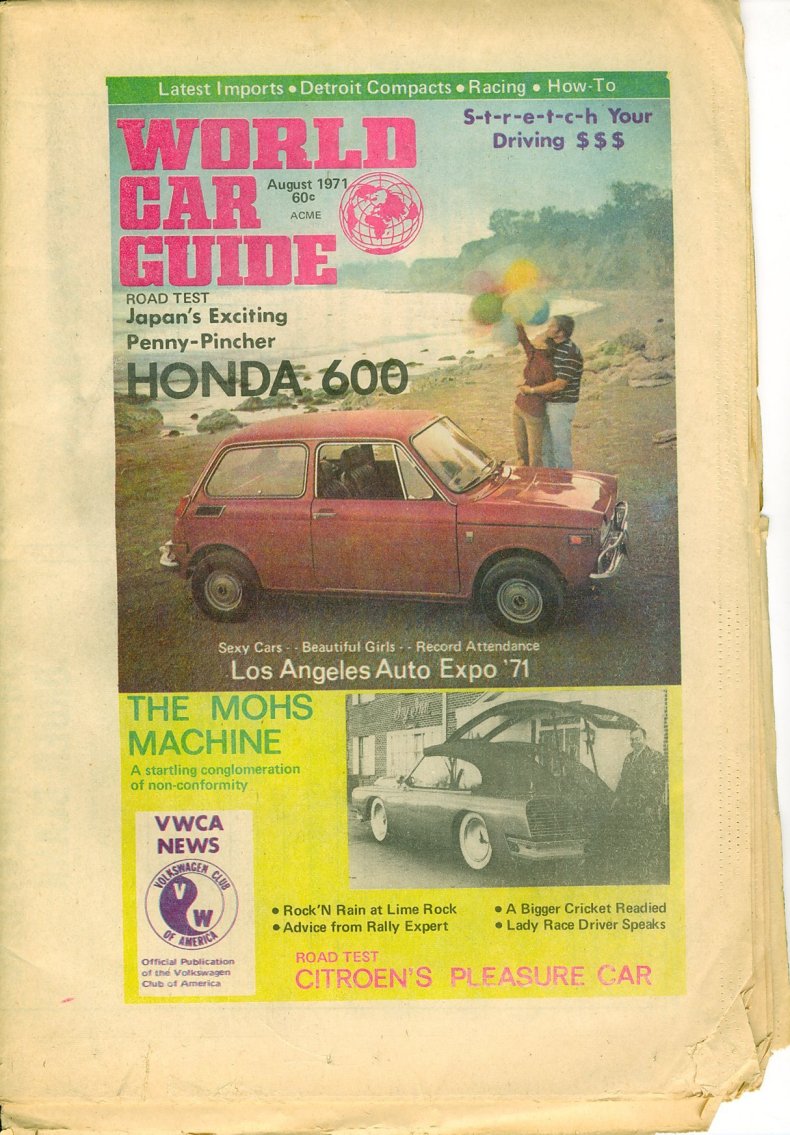 Latest Imports • Detroit Compacts • Racing • How-To
S-t-r-e-t-c-h Your
Driving $$$
WORLD
CAR
GUIDE
August 1971
60¢
ACME
ROAD TEST
Japan's Exciting
Penny-Pincher
HONDA 600
Sexy Cars - - Beautiful Girls - - Record Attendance
Los Angeles Auto Expo '71
THE MOHS
MACHINE
A startling conglomeration
of non-conformity
VWCA
NEWS
VOLKSWAGEN CLUB
V
W
OF AMERICA
Official Publication
of the Volkswagen
Club of America
• Rock'N Rain at Lime Rock
• Advice from Rally Expert
• A Bigger Cricket Readied
• Lady Race Driver Speaks
ROAD TEST
CITROEN'S PLEASURE CAR